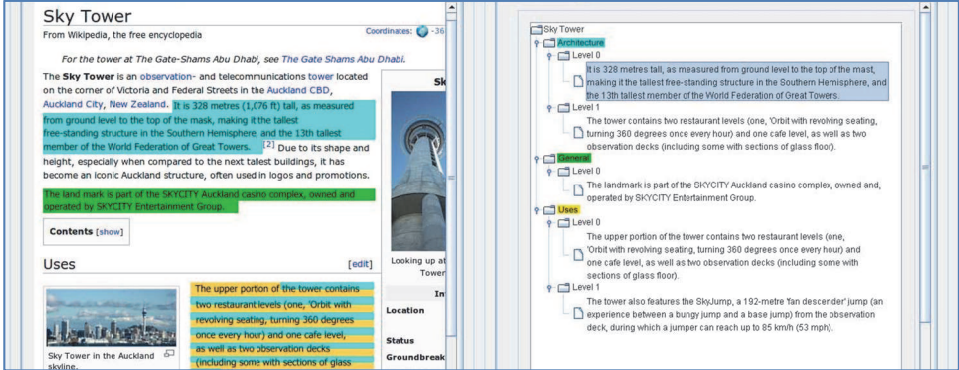 Sky Tower
From Wikipedia, the free encyclopedia
Coordinates: -36
For the tower at The Gate-Shams Abu Dhabi, see The Gate Shams Abu Dhabi.
The Sky Tower is an observation- and telecommnications tower located
on the corner of Victoria and Federal Streets in the Auckland CBD,
Auckland City, New Zealand. It is 328 metres (1,076 ft) tall, as measured
from ground level to the top of the mast, making it the tallest
free-standing structure in the Southern Hemisphere and the 13th tallest
member of the World Federation of Great Towers. [2] Due to its shape and
height, especially when compared to the next talest buildings, it has
become an iconic Auckland structure, often used in logos and promotions.
The land mark is part of the SKYCITY Auckland casno complex, owned and
operated by SKYCITY Entertainment Group.
Contents [show]
Uses [edit]
The upper portion of the tower contains
two restaurant levels (one, 'Orbit with
revolving seating, turning 360 degrees
once every hour) and one cafe level,
as well as two observation decks
(including some with sections of glass
Sky Tower in the Auckland
skyline.
Sk
Looking up at
Tower
In
Location
Status
Groundbreak
Sky Tower
Architecture
Level 0
It is 328 metres tall, as measured from ground level to the top of the mast,
making it the tallest free-standing structure in the Southern Hemisphere, and
the 13th tallest member of the World Federation of Great Towers.
Level 1
The tower contains two restaurant levels (one, 'Orbit with revolving seating,
turning 360 degrees once every hour) and one cafe level, as well as two
observation decks (including some with sections of glass floor).
General
Level 0
The landmark is part of the SKYCITY Auckland casino complex, owned and,
operated by SKYCITY Entertainment Group.
Uses
Level 0
The upper portion of the tower contains two restaurant levels (one,
'Orbit with revolving seating, turning 360 degrees once every hour) and
one cafe level, as well as two observation decks (including some with
sections of glass floor).
Level 1
The tower also features the SkyJump, a 192-metre 'fan descender' jump (an
experience between a bungy jump and a base jump) from the observation
deck, during which a jumper can reach up to 85 km/h (53 mph).